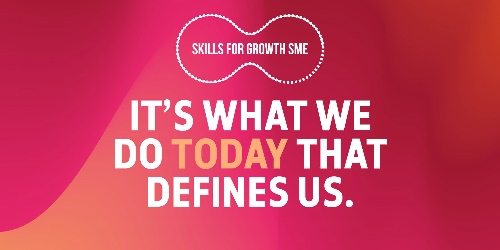 SKILLS FOR GROWTH SME
IT'S WHAT WE
DO TODAY THAT
DEFINES US.